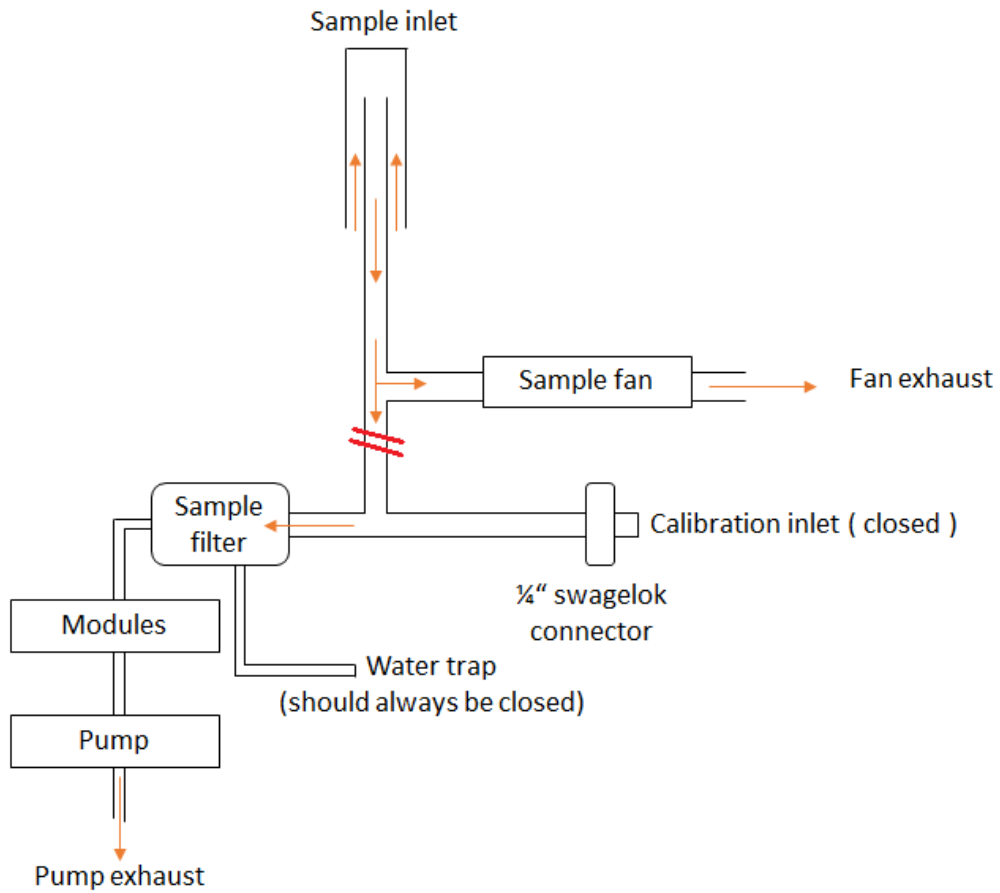 Sample inlet
Sample fan
Fan exhaust
Sample
filter
Calibration inlet ( closed )
¼“ swagelok
connector
Modules
Water trap
(should always be closed)
Pump
Pump exhaust